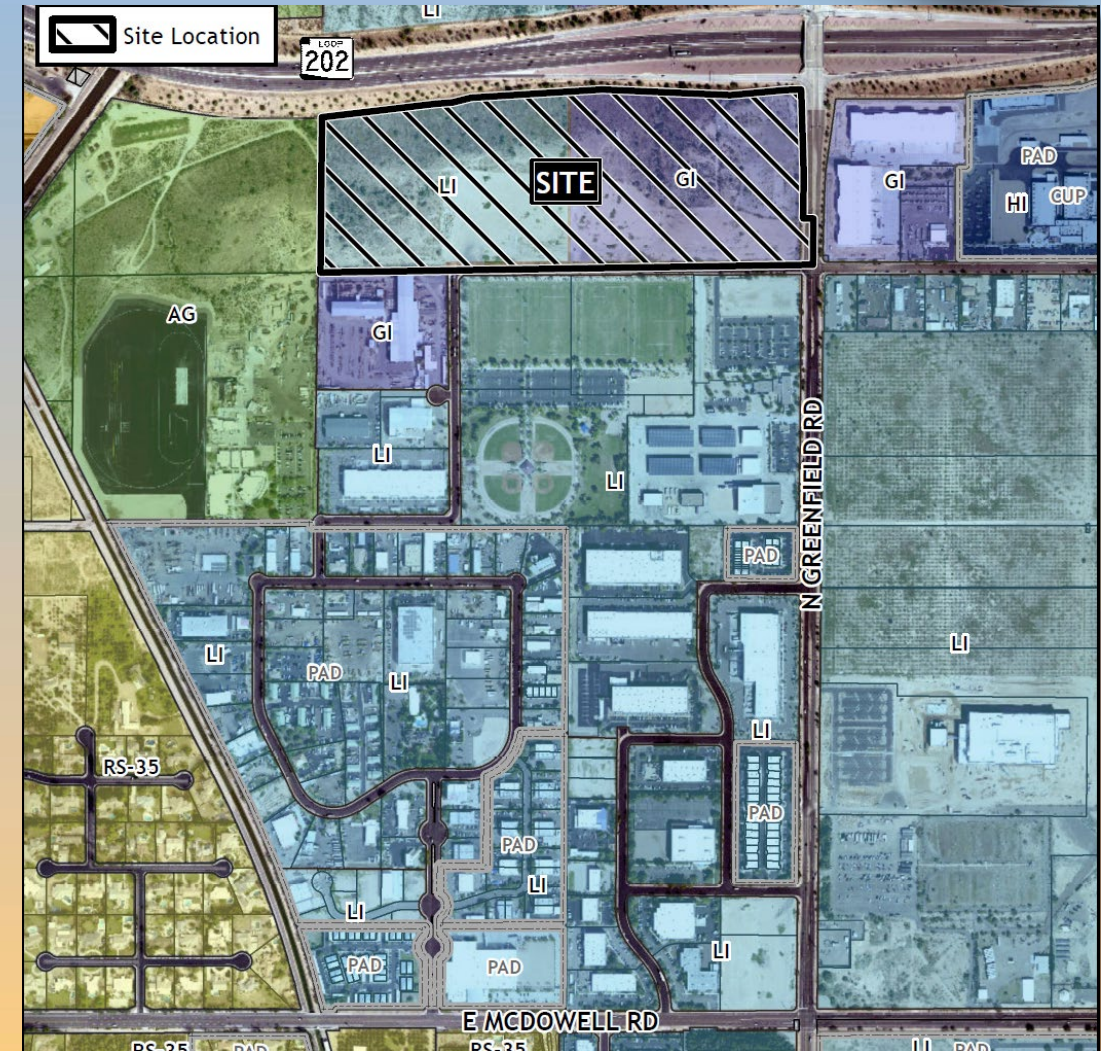 LI
Site Location
LOOP
202
PAD
CUP
LI
SITE
GI
GI
HI
AG
GI
LI
LI
N GREENFIELD RD
PAD
LI
LI
PAD
LI
LI
RS-35
PAD
PAD
LI
LI
LI
PAD
PAD
E MCDOWELL RD
RS-35
PAD
RS-35
LI
PAD